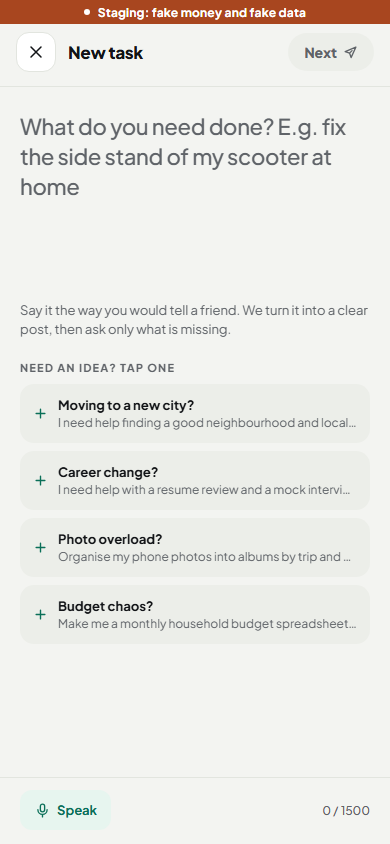 Staging: fake money and fake data
New task
Next
What do you need done? E.g. fix
the side stand of my scooter at
home
Say it the way you would tell a friend. We turn it into a clear
post, then ask only what is missing.
NEED AN IDEA? TAP ONE
Moving to a new city?
I need help finding a good neighbourhood and local...
Career change?
I need help with a resume review and a mock intervi...
Photo overload?
Organise my phone photos into albums by trip and ...
Budget chaos?
Make me a monthly household budget spreadsheet...
Speak
0 / 1500